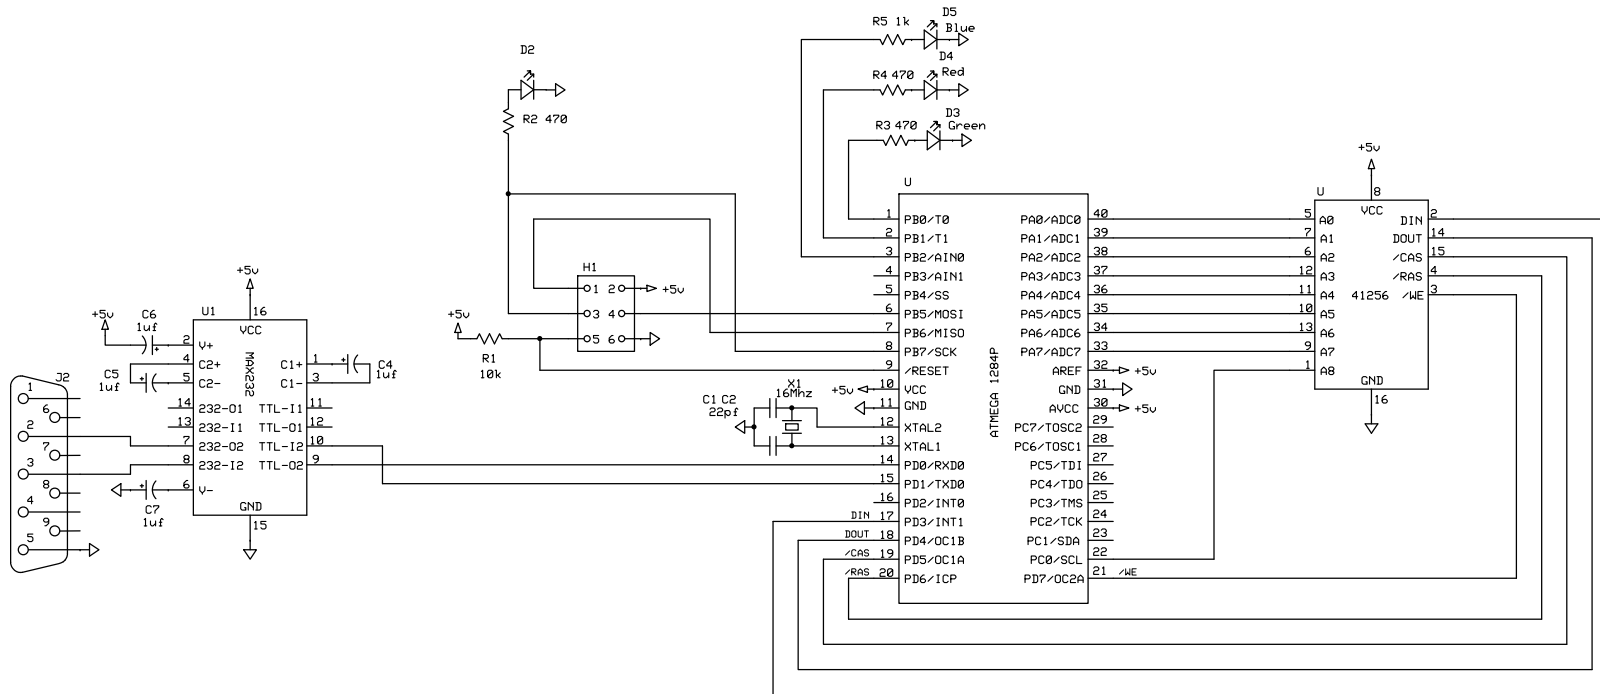 D5
R5 1k
Blue
D4
R4 470
Red
D3
R3 470
Green
D2
R2 470
+5v
U
1 PB0/T0 PA0/ADC0 40
2 PB1/T1 PA1/ADC1 39
3 PB2/AIN0 PA2/ADC2 38
4 PB3/AIN1 PA3/ADC3 37
5 PB4/SS PA4/ADC4 36
6 PB5/MOSI PA5/ADC5 35
7 PB6/MISO PA6/ADC6 34
8 PB7/SCK PA7/ADC7 33
9 /RESET AREF 32 +5v
+5v 10 VCC GND 31
11 GND AVCC 30 +5v
12 XTAL2 PC7/TOSC2 29
13 XTAL1 PC6/TOSC1 28
14 PD0/RXD0 PC5/TDI 27
15 PD1/TXD0 PC4/TDO 26
16 PD2/INT0 PC3/TMS 25
DIN 17 PD3/INT1 PC2/TCK 24
DOUT 18 PD4/OC1B PC1/SDA 23
/CAS 19 PD5/OC1A PC0/SCL 22
/RAS 20 PD6/ICP PD7/OC2A 21 /WE
ATMEGA 1284P
U
8
VCC
5 A0 DIN 2
7 A1 DOUT 14
6 A2 /CAS 15
12 A3 /RAS 4
11 A4 41256 /WE 3
10 A5
13 A6
9 A7
1 A8
GND
16
H1
1 2 +5v
3 4
5 6
+5v
R1
10k
X1
16Mhz
C1 C2
22pf
+5v
U1
16
VCC
+5v
C6
1uf
2 V+
4 C2+ C1+ 1
5 C2- C1- 3
C5
1uf
C4
1uf
14 232-O1 TTL-I1 11
13 232-I1 TTL-O1 12
7 232-O2 TTL-I2 10
8 232-I2 TTL-O2 9
6 V-
MAX232
GND
15
C7
1uf
J2
1
6
2
7
3
8
4
9
5